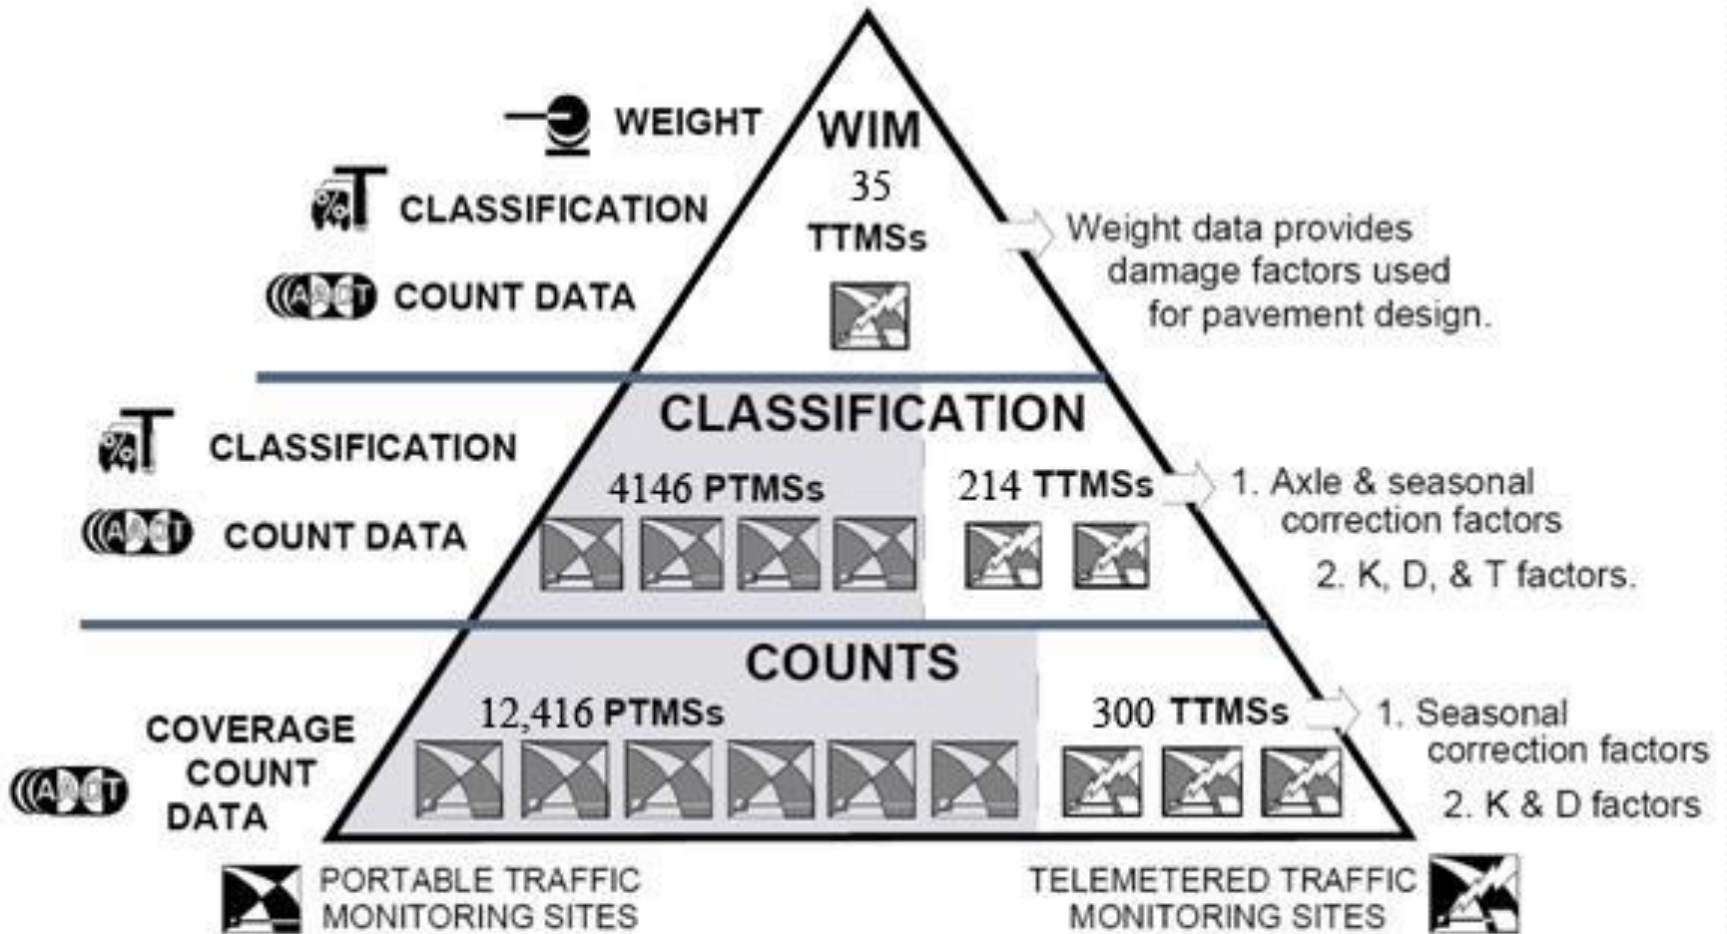 WEIGHT
CLASSIFICATION
COUNT DATA
WIM
35
TTMSs
Weight data provides
damage factors used
for pavement design.
CLASSIFICATION
COUNT DATA
CLASSIFICATION
4146 PTMSs
214 TTMSs
1. Axle & seasonal
correction factors
2. K, D, & T factors.
COVERAGE
COUNT
DATA
COUNTS
12,416 PTMSs
300 TTMSs
1. Seasonal
correction factors
2. K & D factors
PORTABLE TRAFFIC
MONITORING SITES
TELEMETERED TRAFFIC
MONITORING SITES